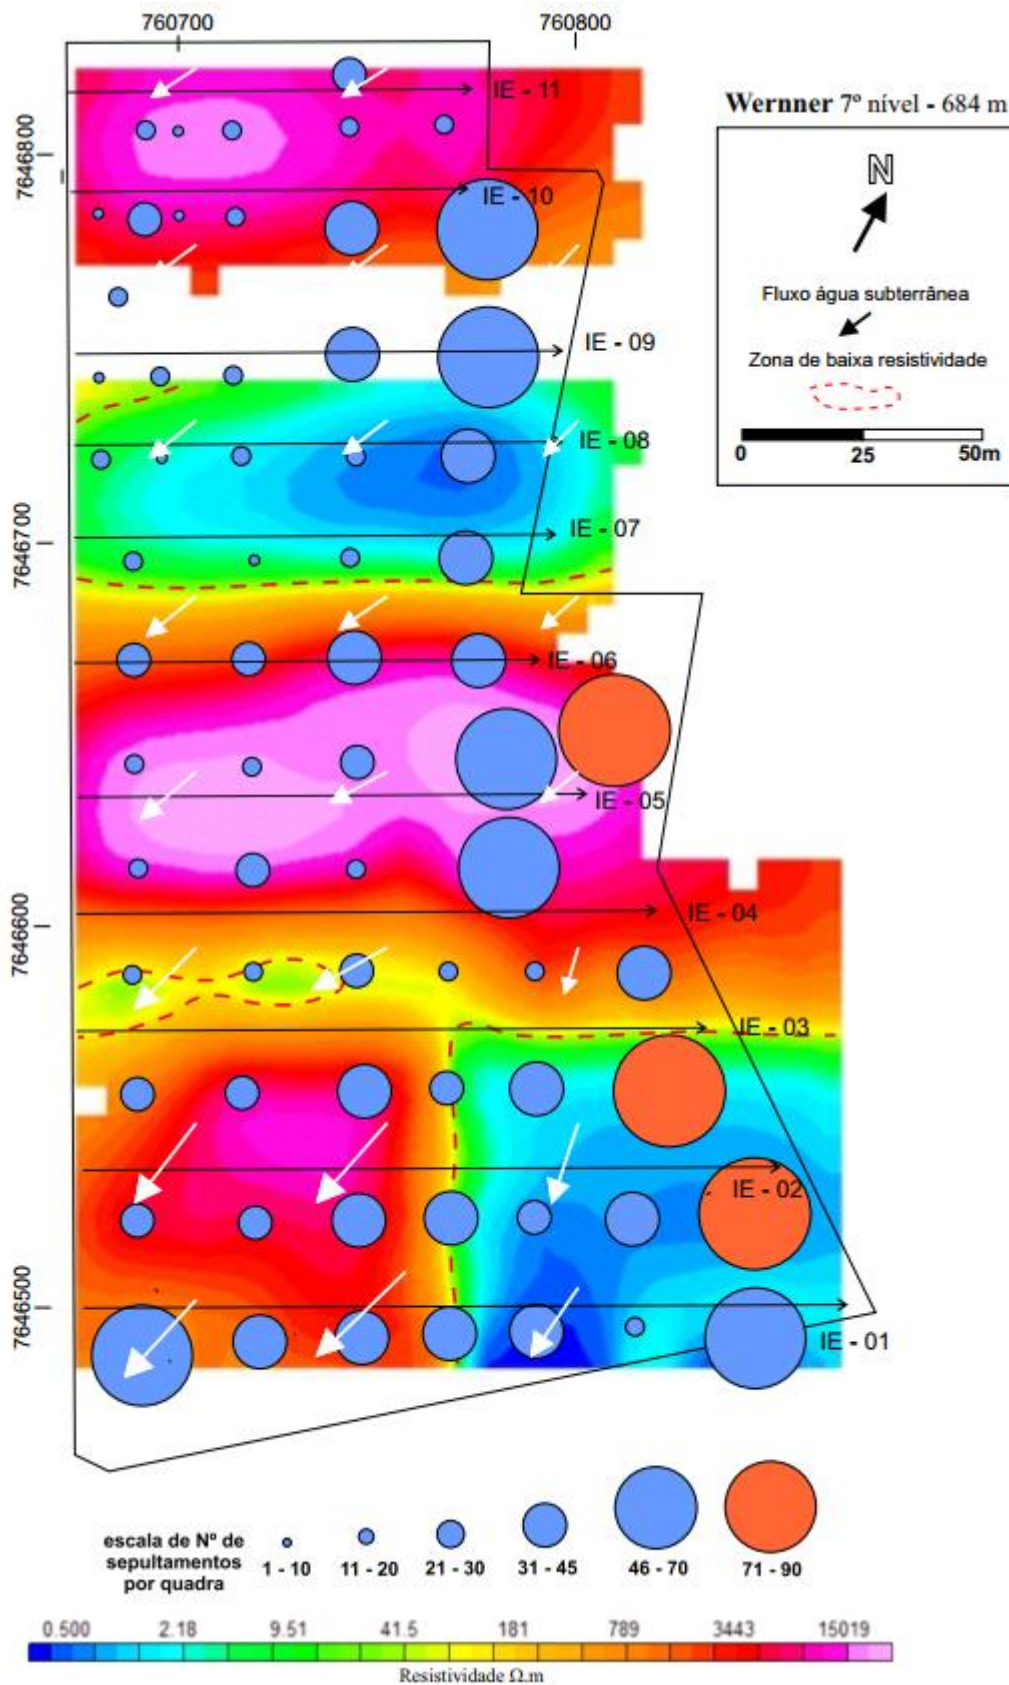 760700
760800
IE - 11
Wernner 7º nível - 684 m
7646800
N
IE - 10
Fluxo água subterrânea
IE - 09
Zona de baixa resistividade
IE - 08
0 25 50m
IE - 07
7646700
IE - 06
IE - 05
IE - 04
7646600
IE - 03
IE - 02
7646500
IE - 01
escala de Nº de
sepultamentos
por quadra
1 - 10 11 - 20 21 - 30 31 - 45 46 - 70 71 - 90
0.500 2.18 9.51 41.5 181 789 3443 15019
Resistividade Ω.m